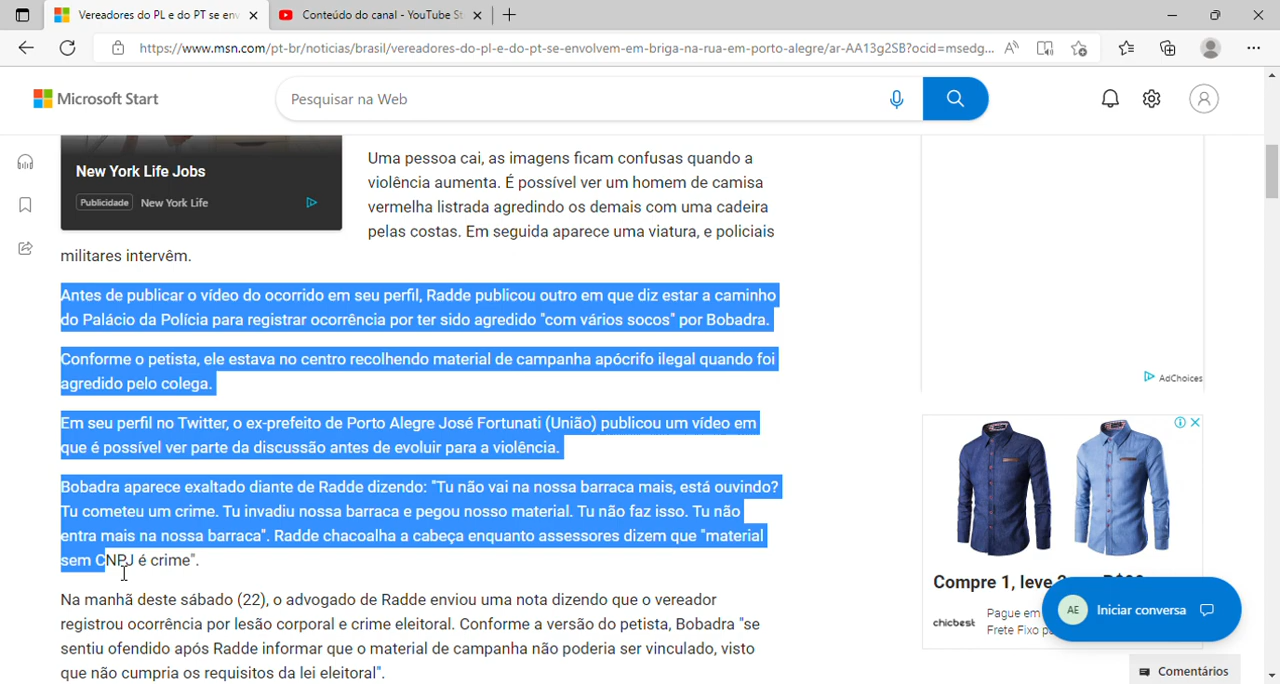 Vereadores do PL e do PT se en
Conteúdo do canal - YouTube S
https://www.msn.com/pt-br/noticias/brasil/vereadores-do-pl-e-do-pt-se-envolvem-em-briga-na-rua-em-porto-alegre/ar-AA13g2SB?ocid=msedg...
Microsoft Start
Pesquisar na Web
New York Life Jobs
Publicidade New York Life
Uma pessoa cai, as imagens ficam confusas quando a
violência aumenta. É possível ver um homem de camisa
vermelha listrada agredindo os demais com uma cadeira
pelas costas. Em seguida aparece uma viatura, e policiais
militares intervêm.
Antes de publicar o vídeo do ocorrido em seu perfil, Radde publicou outro em que diz estar a caminho
do Palácio da Polícia para registrar ocorrência por ter sido agredido "com vários socos" por Bobadra.
Conforme o petista, ele estava no centro recolhendo material de campanha apócrifo ilegal quando foi
agredido pelo colega.
Em seu perfil no Twitter, o ex-prefeito de Porto Alegre José Fortunati (União) publicou um vídeo em
que é possível ver parte da discussão antes de evoluir para a violência.
Bobadra aparece exaltado diante de Radde dizendo: "Tu não vai na nossa barraca mais, está ouvindo?
Tu cometeu um crime. Tu invadiu nossa barraca e pegou nosso material. Tu não faz isso. Tu não
entra mais na nossa barraca". Radde chacoalha a cabeça enquanto assessores dizem que "material
sem CNPJ é crime".
Na manhã deste sábado (22), o advogado de Radde enviou uma nota dizendo que o vereador
registrou ocorrência por lesão corporal e crime eleitoral. Conforme a versão do petista, Bobadra "se
sentiu ofendido após Radde informar que o material de campanha não poderia ser vinculado, visto
que não cumpria os requisitos da lei eleitoral".
AdChoices
Compre 1, leve
chicbest
Pague em
Frete Fixo
AE Iniciar conversa
Comentários